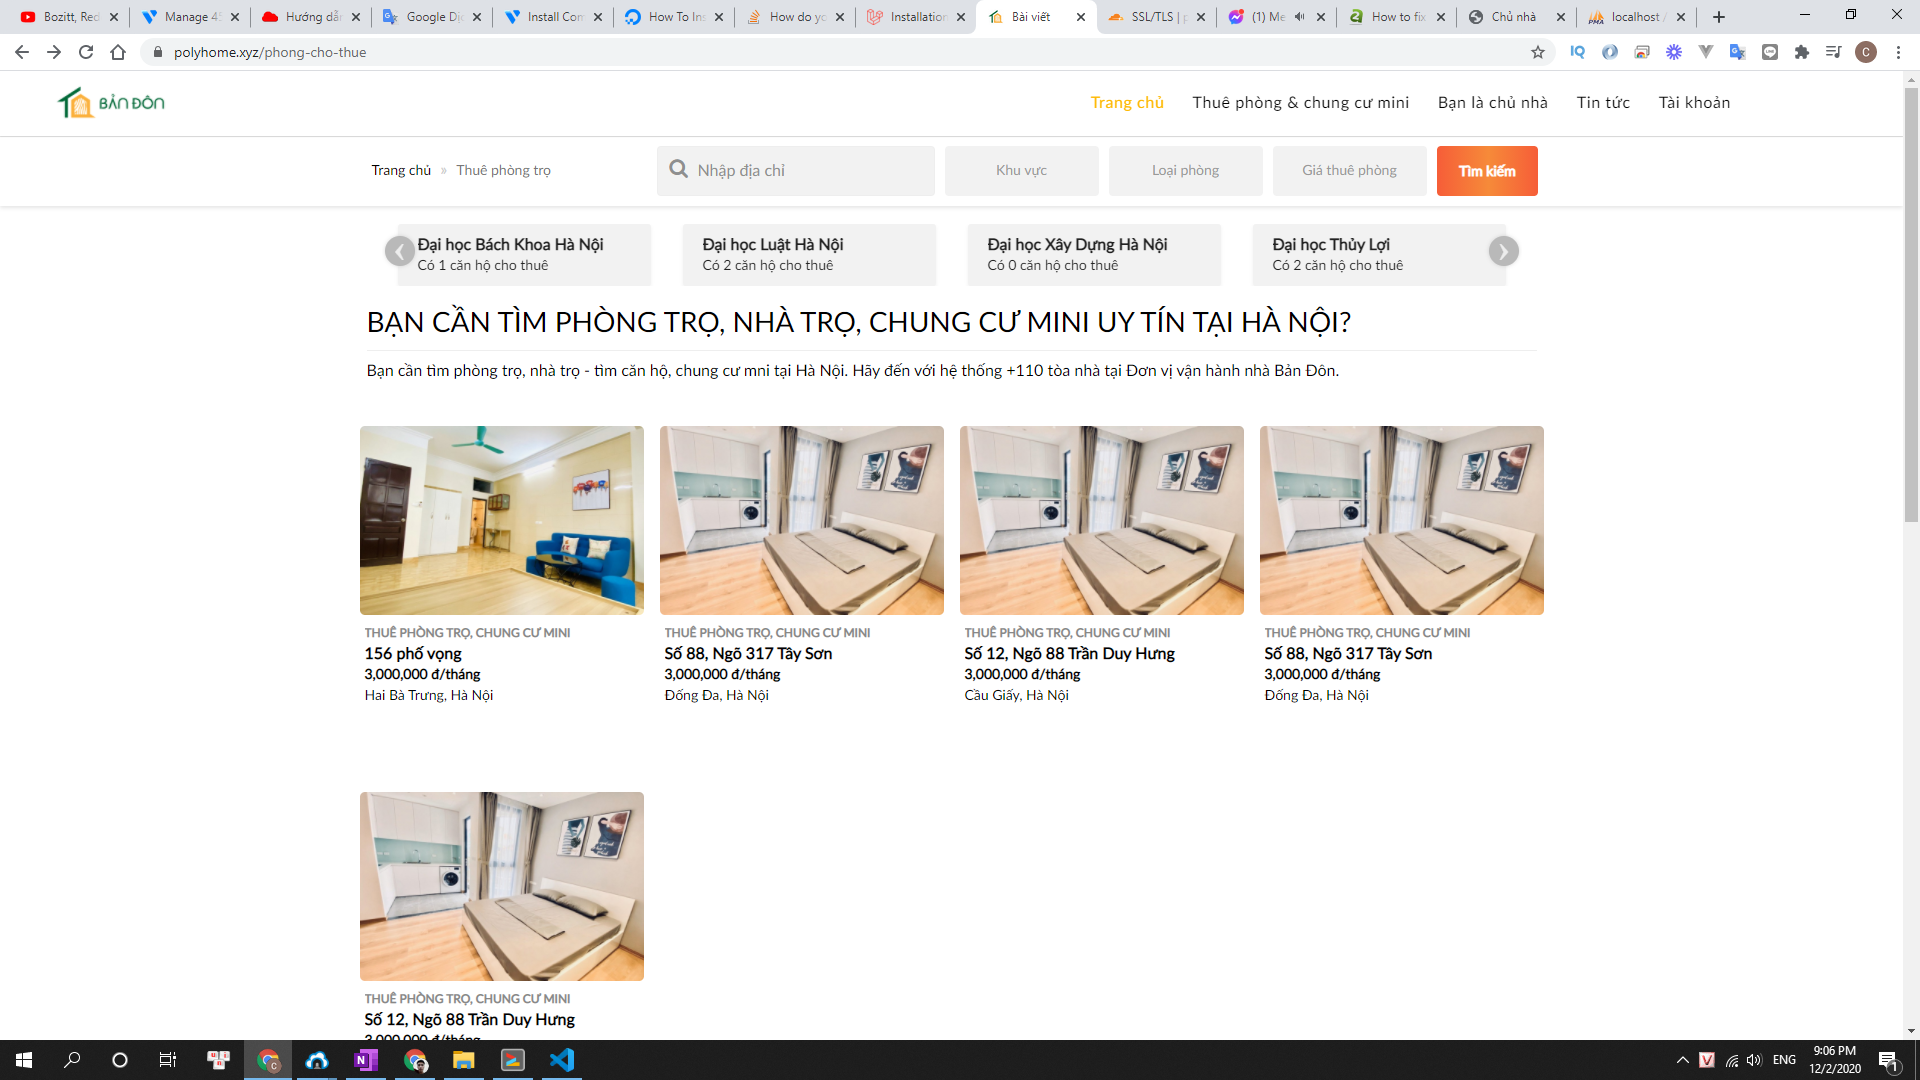 Bozitt, Red
Manage 4
Hướng dẫn
Google Dị
Install Com
How To Ins
How do yo
Installation
Bài viết
SSL/TLS | p
(1) Me
How to fix
Chủ nhà
localhost /
polyhome.xyz/phong-cho-thue
BẢN ĐÔN
Trang chủ
Thuê phòng & chung cư mini
Bạn là chủ nhà
Tin tức
Tài khoản
Trang chủ » Thuê phòng trọ
Nhập địa chỉ
Khu vực
Loại phòng
Giá thuê phòng
Tìm kiếm
Đại học Bách Khoa Hà Nội
Có 1 căn hộ cho thuê
Đại học Luật Hà Nội
Có 2 căn hộ cho thuê
Đại học Xây Dựng Hà Nội
Có 0 căn hộ cho thuê
Đại học Thủy Lợi
Có 2 căn hộ cho thuê
BẠN CẦN TÌM PHÒNG TRỌ, NHÀ TRỌ, CHUNG CƯ MINI UY TÍN TẠI HÀ NỘI?
Bạn cần tìm phòng trọ, nhà trọ - tìm căn hộ, chung cư mni tại Hà Nội. Hãy đến với hệ thống +110 tòa nhà tại Đơn vị vận hành nhà Bản Đôn.
THUÊ PHÒNG TRỌ, CHUNG CƯ MINI
156 phố vọng
3,000,000 đ/tháng
Hai Bà Trưng, Hà Nội
THUÊ PHÒNG TRỌ, CHUNG CƯ MINI
Số 88, Ngõ 317 Tây Sơn
3,000,000 đ/tháng
Đống Đa, Hà Nội
THUÊ PHÒNG TRỌ, CHUNG CƯ MINI
Số 12, Ngõ 88 Trần Duy Hưng
3,000,000 đ/tháng
Cầu Giấy, Hà Nội
THUÊ PHÒNG TRỌ, CHUNG CƯ MINI
Số 88, Ngõ 317 Tây Sơn
3,000,000 đ/tháng
Đống Đa, Hà Nội
THUÊ PHÒNG TRỌ, CHUNG CƯ MINI
Số 12, Ngõ 88 Trần Duy Hưng
3,000,000 đ/tháng
ENG
9:06 PM
12/2/2020
1